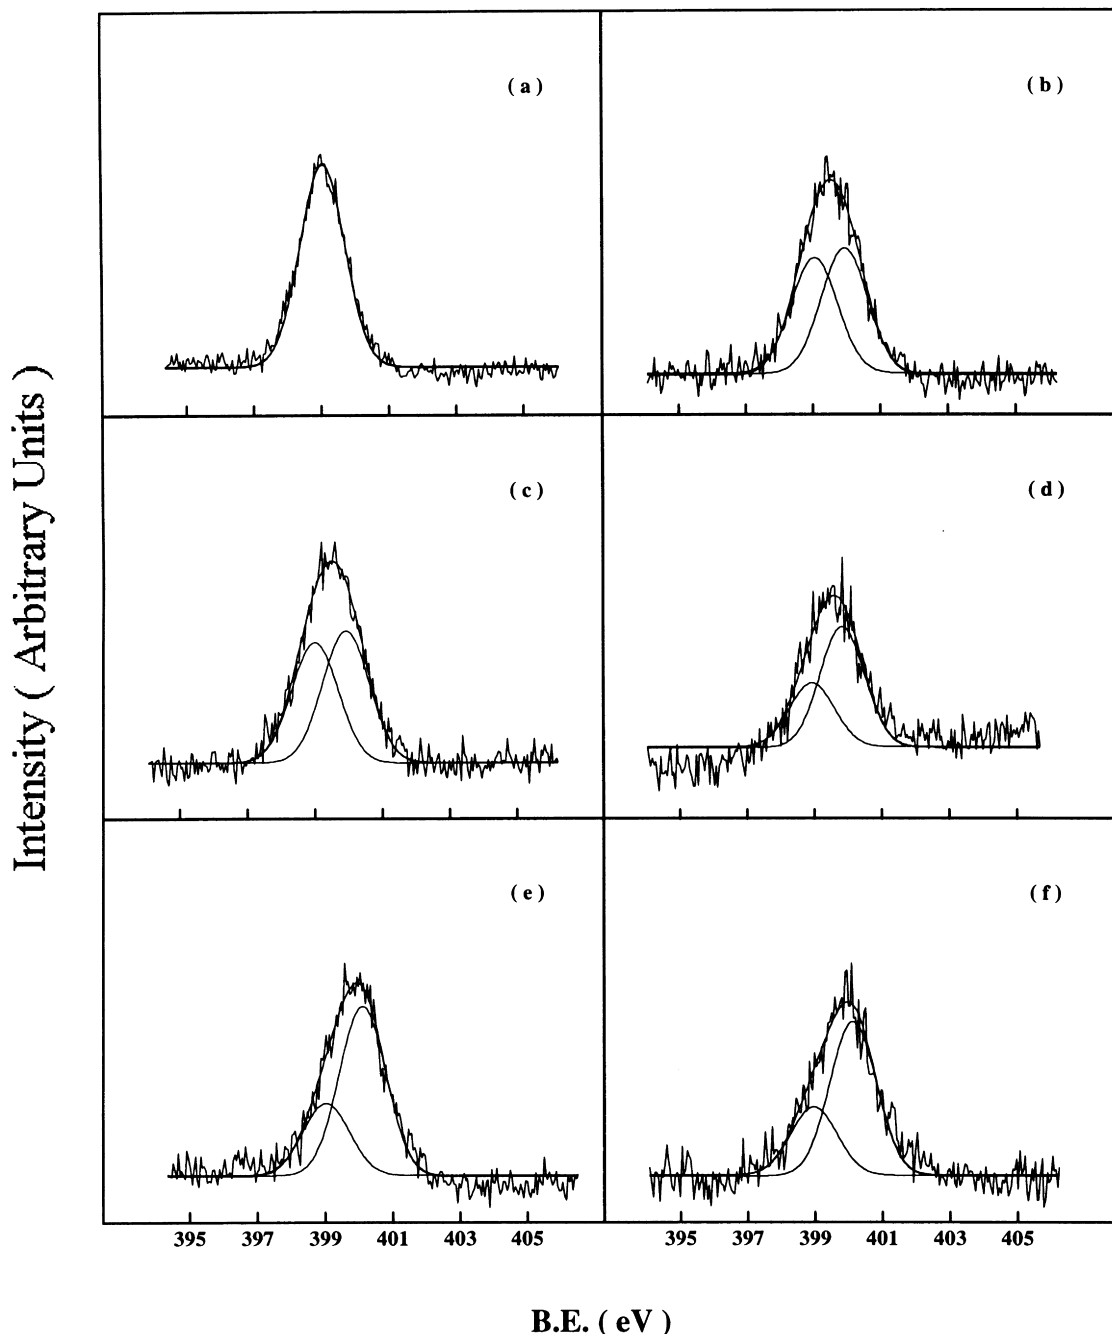 ( a )
( b )
( c )
( d )
( e )
( f )
Intensity ( Arbitrary Units )
395 397 399 401 403 405
395 397 399 401 403 405
B.E. ( eV )